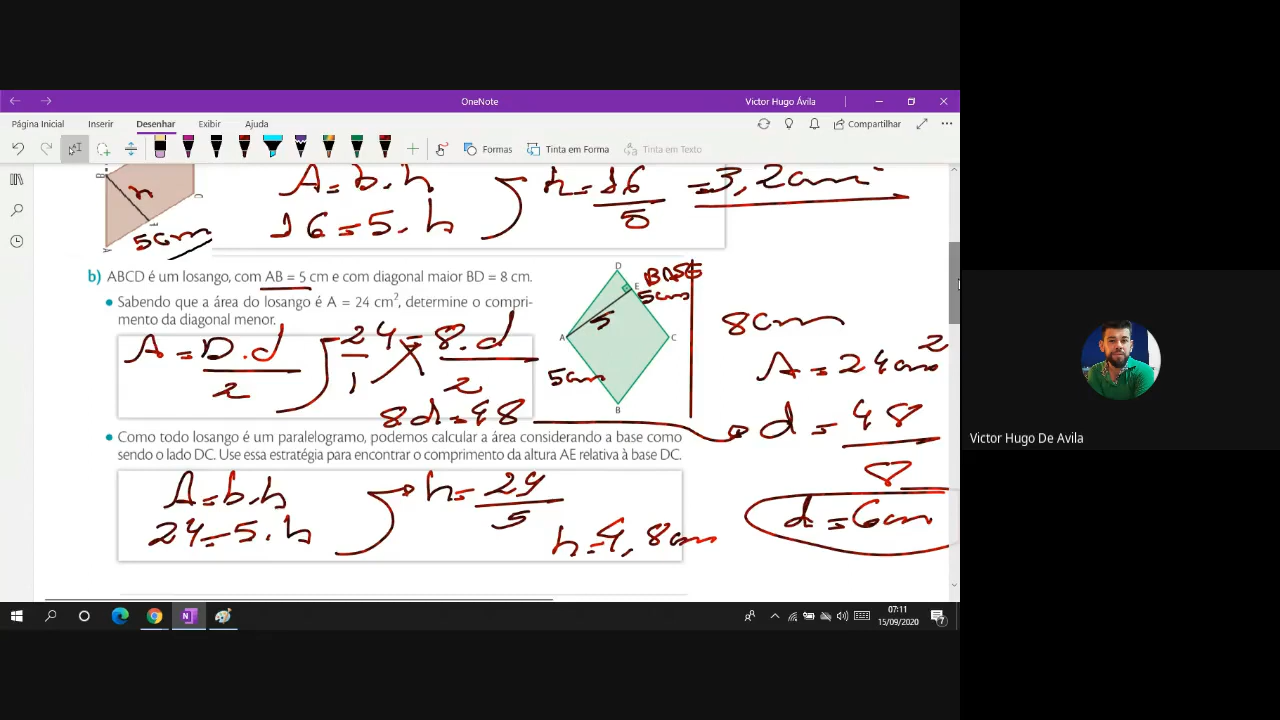 OneNote
Victor Hugo Ávila
Página Inicial Inserir Desenhar Exibir Ajuda
Compartilhar
Formas Tinta em Forma Tinta em Texto
A=b.h
h=16
5
=3,2cm
16=5.h
5cm
b) ABCD é um losango, com AB = 5 cm e com diagonal maior BD = 8 cm.
• Sabendo que a área do losango é A = 24 cm², determine o compri-
mento da diagonal menor.
A=D.d
2
24
1
=8.d
2
8d=48
D
E
BASE
5cm
A
C
5cm
B
8cm
A=24cm²
d=48
8
d=6cm
• Como todo losango é um paralelogramo, podemos calcular a área considerando a base como
sendo o lado DC. Use essa estratégia para encontrar o comprimento da altura AE relativa à base DC.
A=b.h
24=5.h
h=24
5
h=4,8cm
Victor Hugo De Avila
07:11
15/09/2020